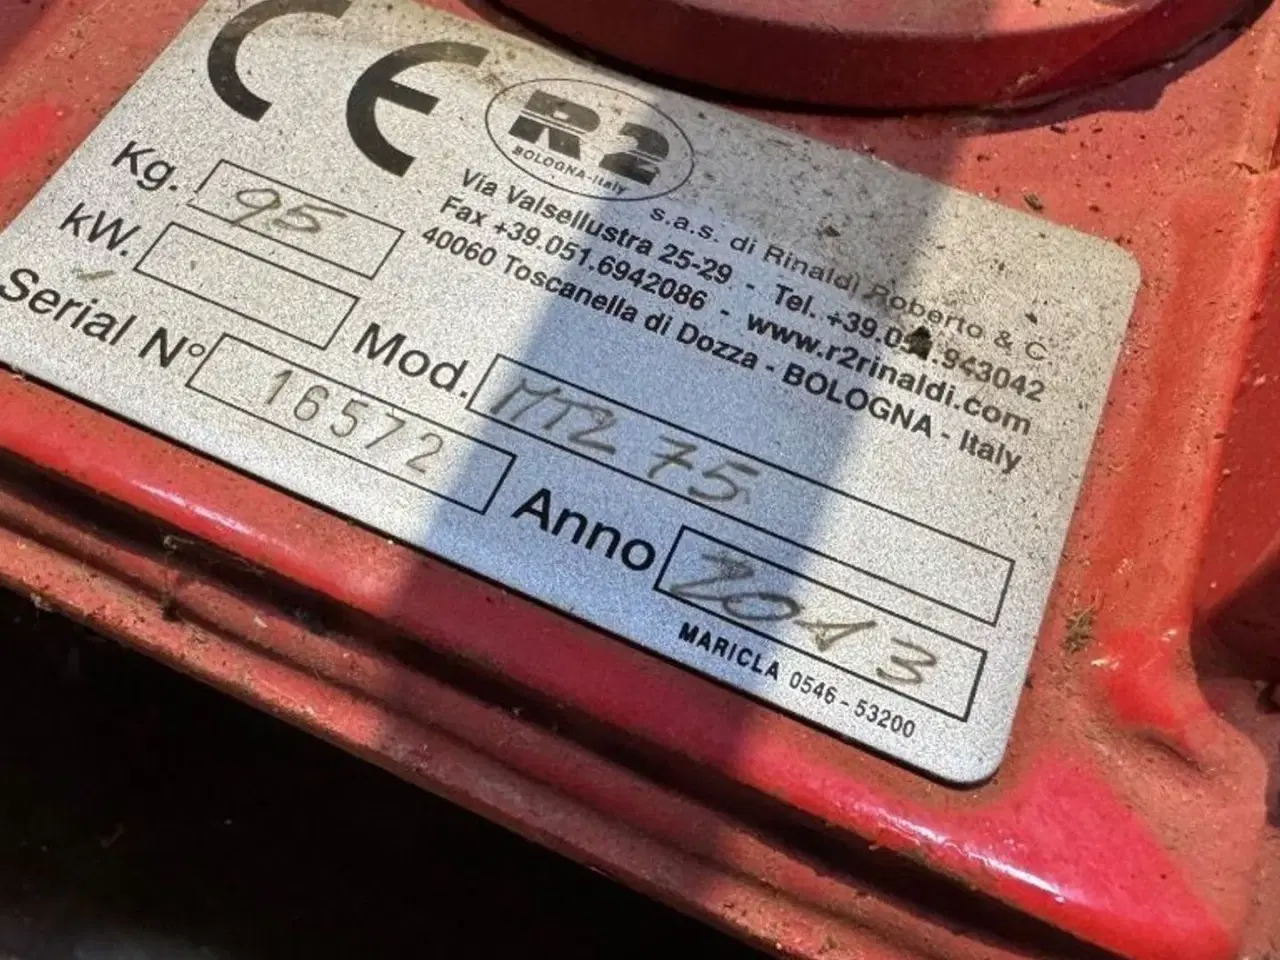 CE
R2
BOLOGNA-Italy
s.a.s. di Rinaldi Roberto & C.
Via Valsellustra 25-29 - Tel. +39.051.943042
Fax +39.051.6942086 - www.r2rinaldi.com
40060 Toscanella di Dozza - BOLOGNA - Italy
Kg. 95
kW.
Mod. MT2 75
Serial N° 16572
Anno 2013
MARICLA 0546 - 53200